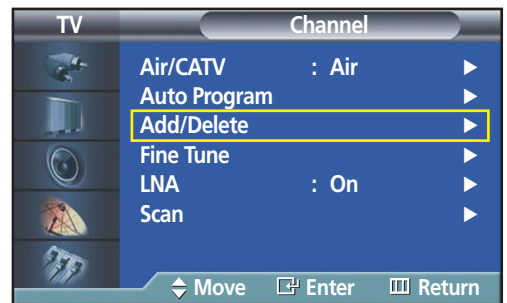 TV Channel
Air/CATV : Air
Auto Program
Add/Delete
Fine Tune
LNA : On
Scan
Move Enter Return